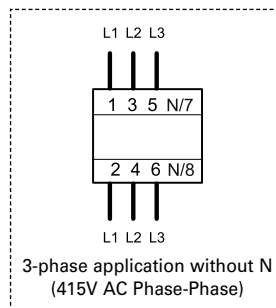 L1 L2 L3
1 3 5 N/7
2 4 6 N/8
L1 L2 L3
3-phase application without N
(415V AC Phase-Phase)